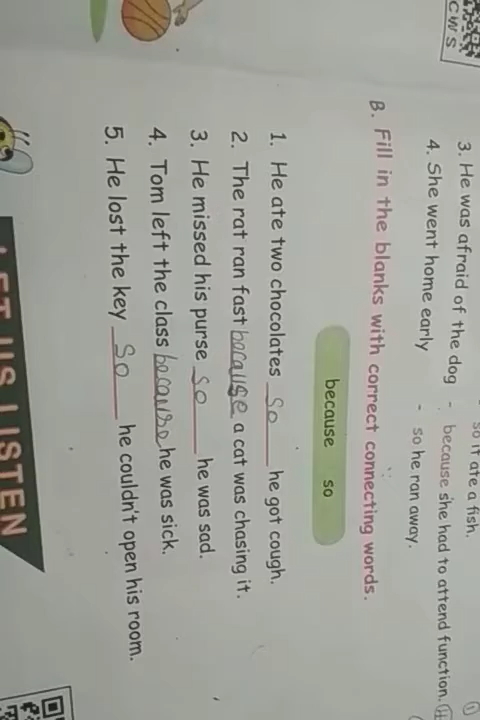 CWS
so it ate a fish.
3. He was afraid of the dog - because she had to attend function.
4. She went home early - so he ran away.
B. Fill in the blanks with correct connecting words.
because so
1. He ate two chocolates so he got cough.
2. The rat ran fast because a cat was chasing it.
3. He missed his purse so he was sad.
4. Tom left the class because he was sick.
5. He lost the key so he couldn't open his room.
LET US LISTEN